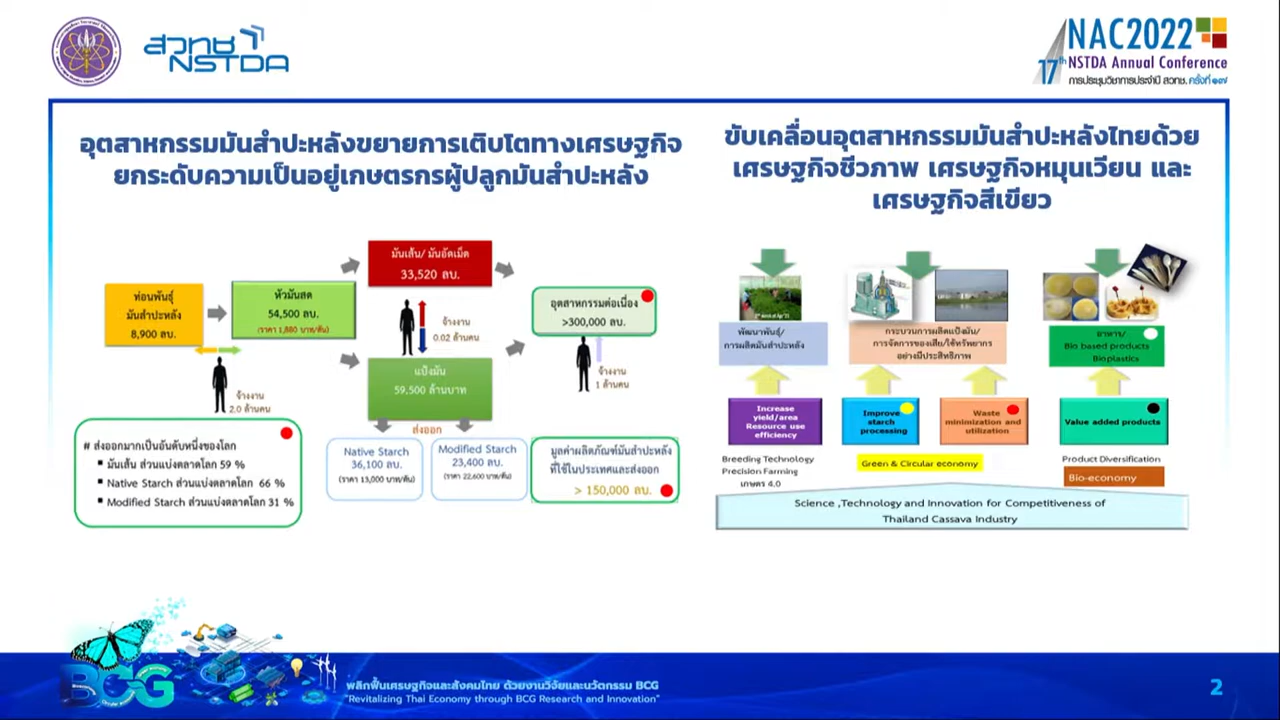 สวทช
NSTDA
NAC2022
17th NSTDA Annual Conference
การประชุมวิชาการประจำปี สวทช. ครั้งที่ ๑๗
อุตสาหกรรมมันสำปะหลังขยายการเติบโตทางเศรษฐกิจ
ยกระดับความเป็นอยู่เกษตรกรผู้ปลูกมันสำปะหลัง
ท่อนพันธุ์
มันสำปะหลัง
8,900 ลบ.
หัวมันสด
54,500 ลบ.
(ราคา 1,880 บาท/ตัน)
มันเส้น/ มันอัดเม็ด
33,520 ลบ.
จ้างงาน
0.02 ล้านคน
แป้งมัน
59,500 ล้านบาท
อุตสาหกรรมต่อเนื่อง
>300,000 ลบ.
จ้างงาน
1 ล้านคน
จ้างงาน
2.0 ล้านคน
ส่งออก
Native Starch
36,100 ลบ.
(ราคา 13,000 บาท/ตัน)
Modified Starch
23,400 ลบ.
(ราคา 22,600 บาท/ตัน)
มูลค่าผลิตภัณฑ์มันสำปะหลัง
ที่ใช้ในประเทศและส่งออก
> 150,000 ลบ.
# ส่งออกมากเป็นอันดับหนึ่งของโลก
▪ มันเส้น ส่วนแบ่งตลาดโลก 59 %
▪ Native Starch ส่วนแบ่งตลาดโลก 66 %
▪ Modified Starch ส่วนแบ่งตลาดโลก 31 %
ขับเคลื่อนอุตสาหกรรมมันสำปะหลังไทยด้วย
เศรษฐกิจชีวภาพ เศรษฐกิจหมุนเวียน และ
เศรษฐกิจสีเขียว
พัฒนาพันธุ์/
การผลิตมันสำปะหลัง
กระบวนการผลิตแป้งมัน/
การจัดการของเสีย/ใช้ทรัพยากร
อย่างมีประสิทธิภาพ
อาหาร/
Bio based products
Bioplastics
Increase
yield/area
Resource use
efficiency
Improve
starch
processing
Waste
minimization and
utilization
Value added products
Breeding Technology
Precision Farming
เกษตร 4.0
Green & Circular economy
Product Diversification
Bio-economy
Science ,Technology and Innovation for Competitiveness of
Thailand Cassava Industry
BCG
พลิกฟื้นเศรษฐกิจและสังคมไทย ด้วยงานวิจัยและนวัตกรรม BCG
"Revitalizing Thai Economy through BCG Research and Innovation"
2